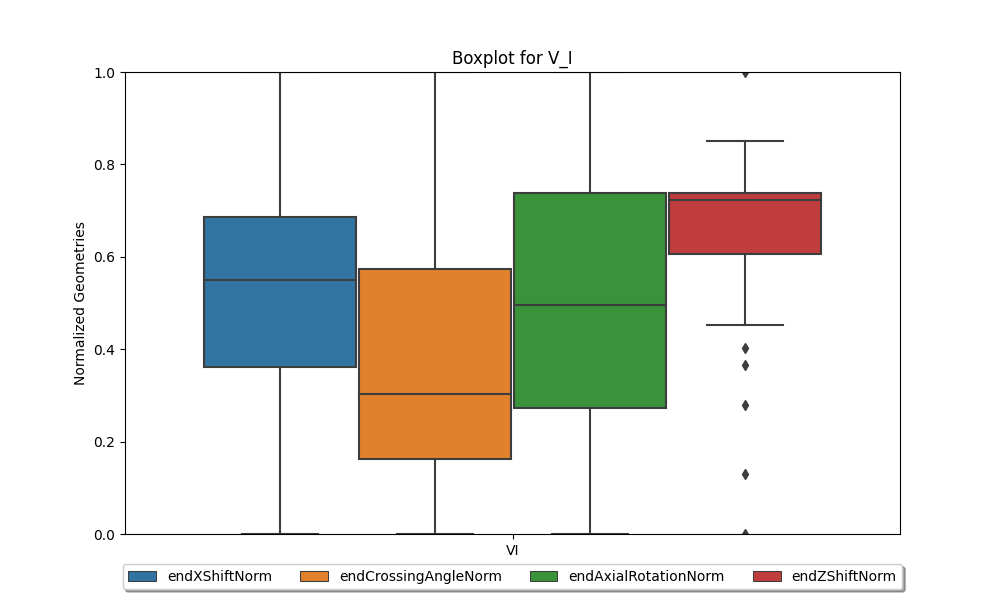 Boxplot for V_I
1.0
0.8
0.6
0.4
0.2
0.0
Normalized Geometries
VI
endXShiftNorm endCrossingAngleNorm endAxialRotationNorm endZShiftNorm